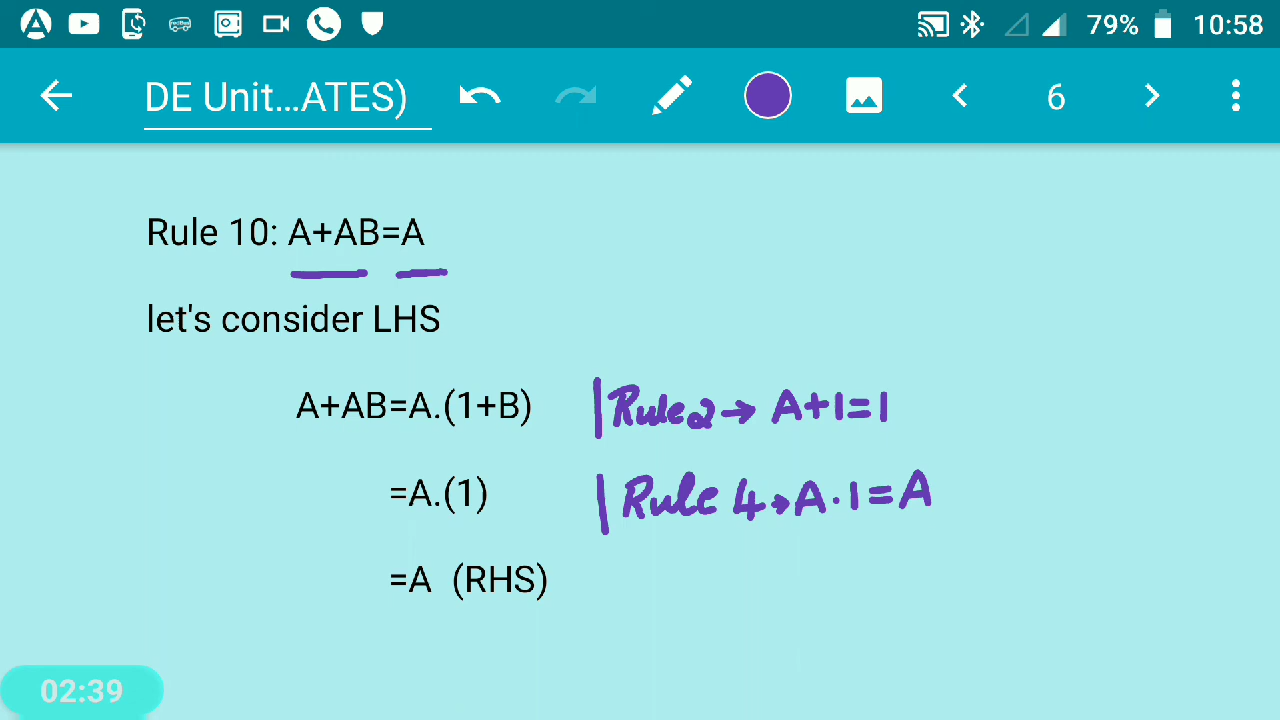 79% 10:58
DE Unit...ATES) 6
Rule 10: A+AB=A
let's consider LHS
A+AB=A.(1+B) |Rule2→ A+1=1
=A.(1) |Rule 4→A·1=A
=A (RHS)
02:39